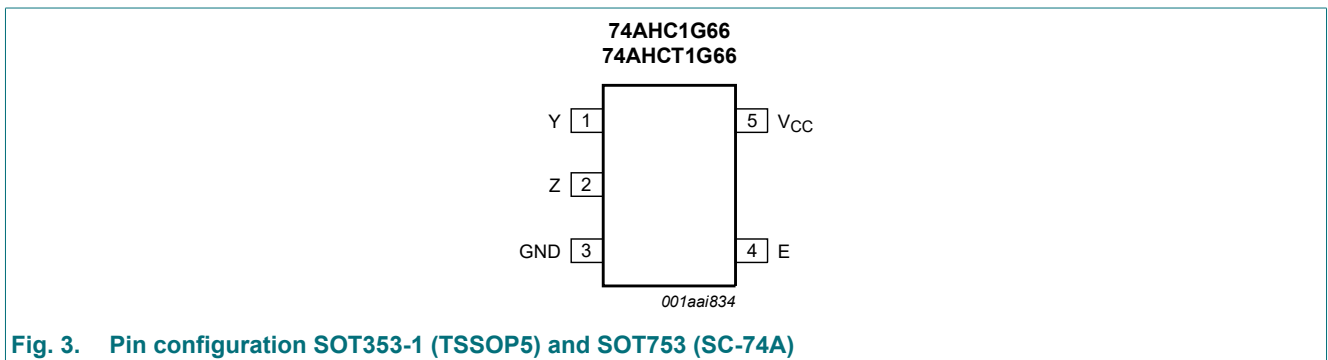 74AHC1G66
74AHCT1G66
Y 1 5 VCC
Z 2
GND 3 4 E
001aai834
Fig. 3. Pin configuration SOT353-1 (TSSOP5) and SOT753 (SC-74A)